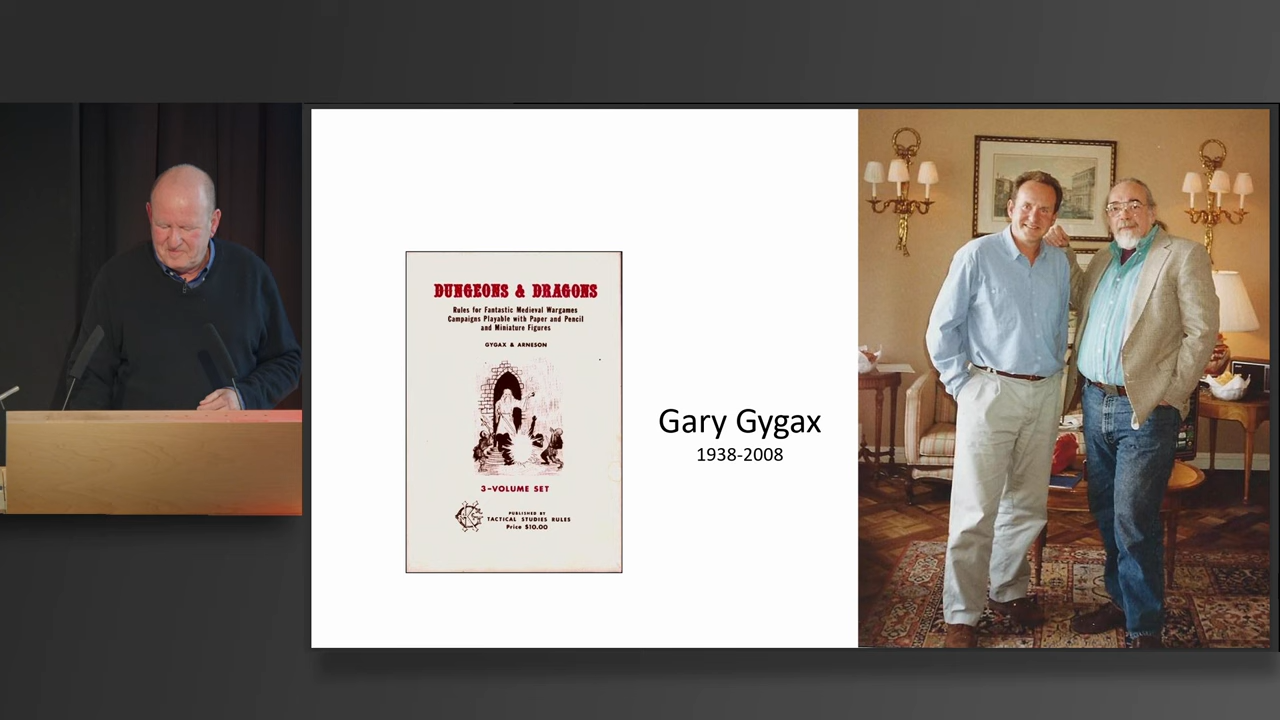 DUNGEONS & DRAGONS
Rules for Fantastic Medieval Wargames
Campaigns Playable with Paper and Pencil
and Miniature Figures
GYGAX & ARNESON
3-VOLUME SET
PUBLISHED BY
TACTICAL STUDIES RULES
Price $10.00
Gary Gygax
1938-2008